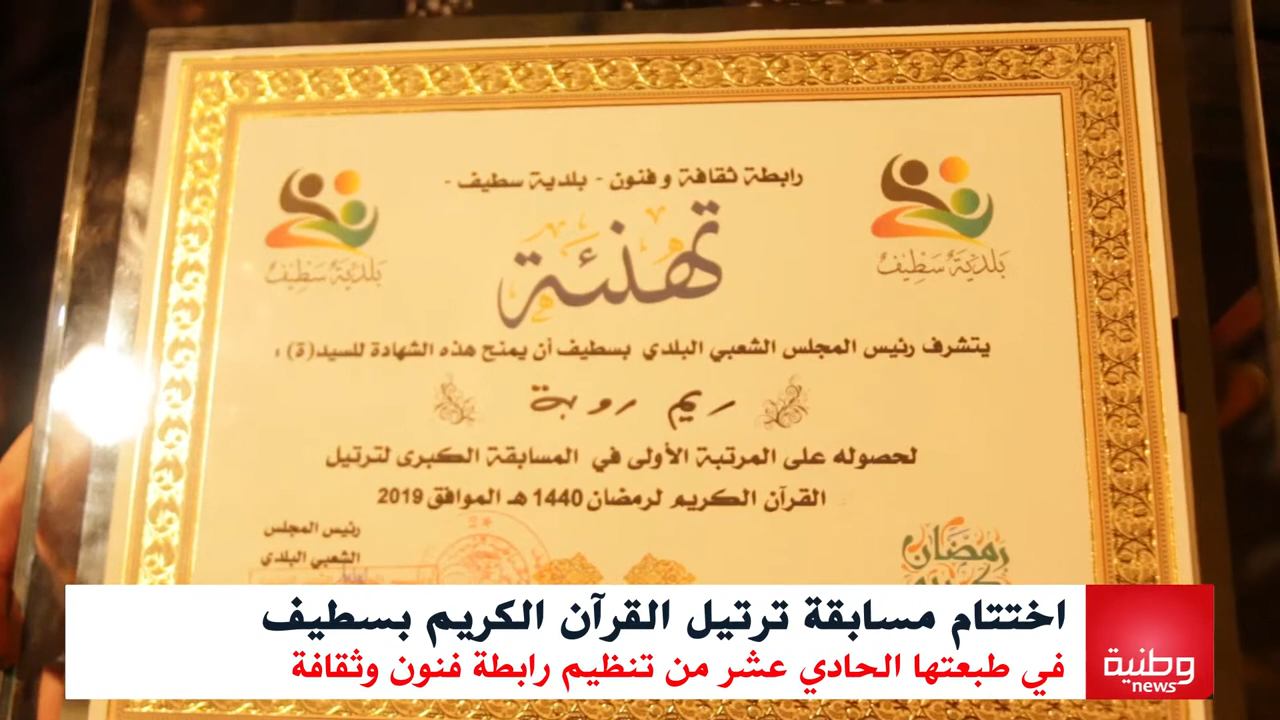 رابطة ثقافة و فنون - بلدية سطيف -
بلدية سطيف
بلدية سطيف
تهنئة
يتشرف رئيس المجلس الشعبي البلدي بسطيف أن يمنح هذه الشهادة للسيد(ة) :
ريم روبة
لحصوله على المرتبة الأولى في المسابقة الكبرى لترتيل
القرآن الكريم لرمضان 1440 هـ الموافق 2019
رئيس المجلس
الشعبي البلدي
رمضان
اختتام مسابقة ترتيل القرآن الكريم بسطيف
في طبعتها الحادي عشر من تنظيم رابطة فنون وثقافة
وطنية
news